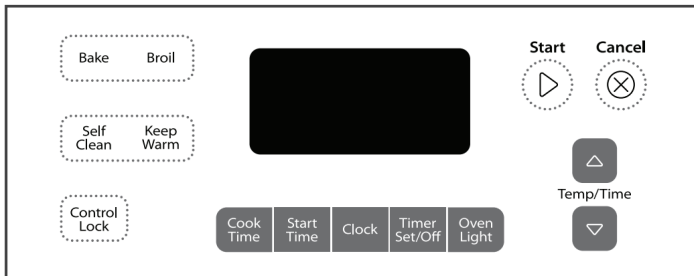 Bake Broil
Self Clean
Keep Warm
Control Lock
Start Cancel
Temp/Time
Cook Time
Start Time
Clock
Timer Set/Off
Oven Light